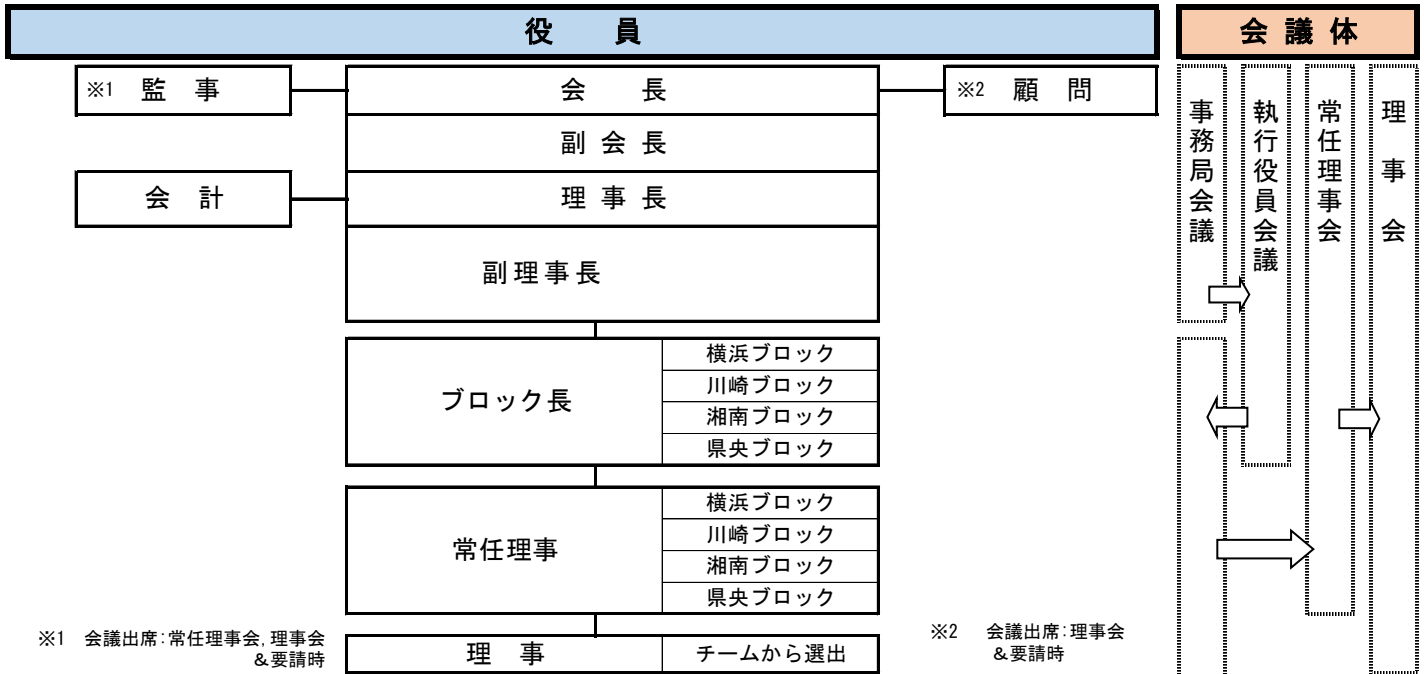 役員
会議体
※1 監事
会長
※2 顧問
副会長
会計
理事長
副理事長
ブロック長
横浜ブロック
川崎ブロック
湘南ブロック
県央ブロック
常任理事
横浜ブロック
川崎ブロック
湘南ブロック
県央ブロック
理事
チームから選出
※1 会議出席:常任理事会,理事会
&要請時
※2 会議出席:理事会
&要請時
事務局会議
執行役員会議
常任理事会
理事会